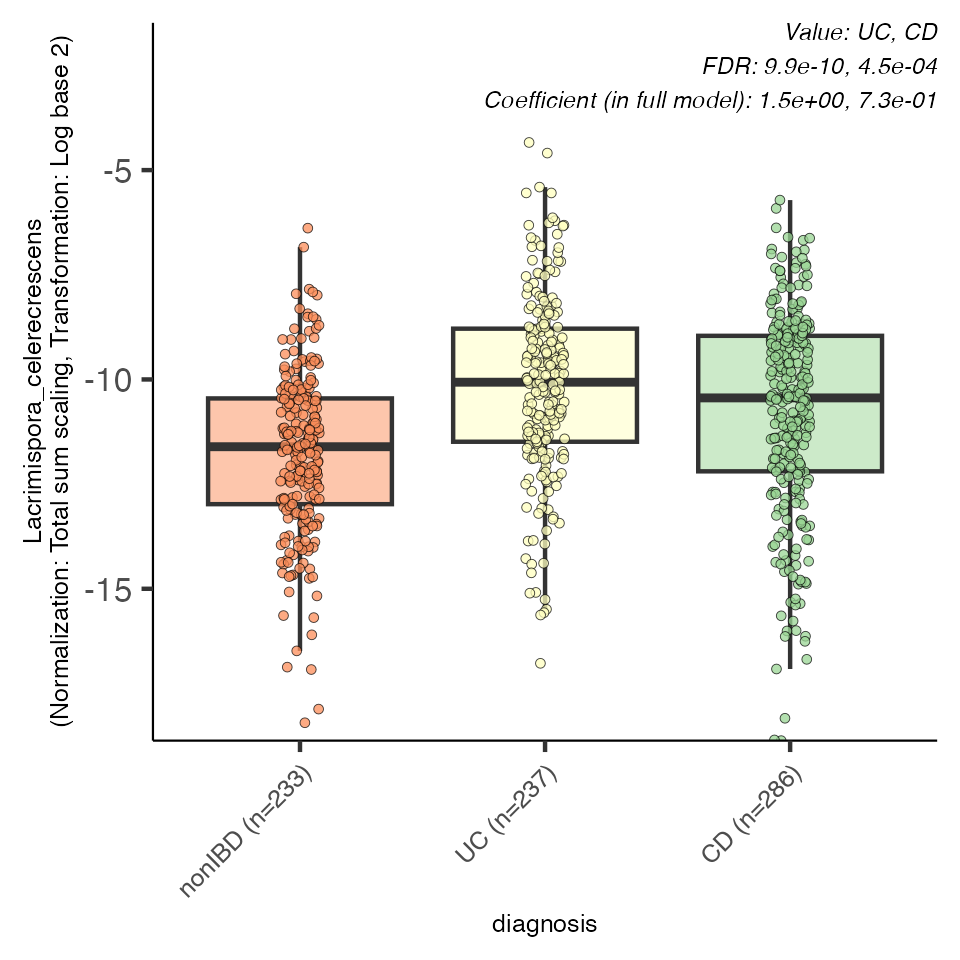 Value: UC, CD
FDR: 9.9e-10, 4.5e-04
Coefficient (in full model): 1.5e+00, 7.3e-01
Lacrimispora_celerecrescens
(Normalization: Total sum scaling, Transformation: Log base 2)
-5
-10
-15
nonIBD (n=233)
UC (n=237)
CD (n=286)
diagnosis